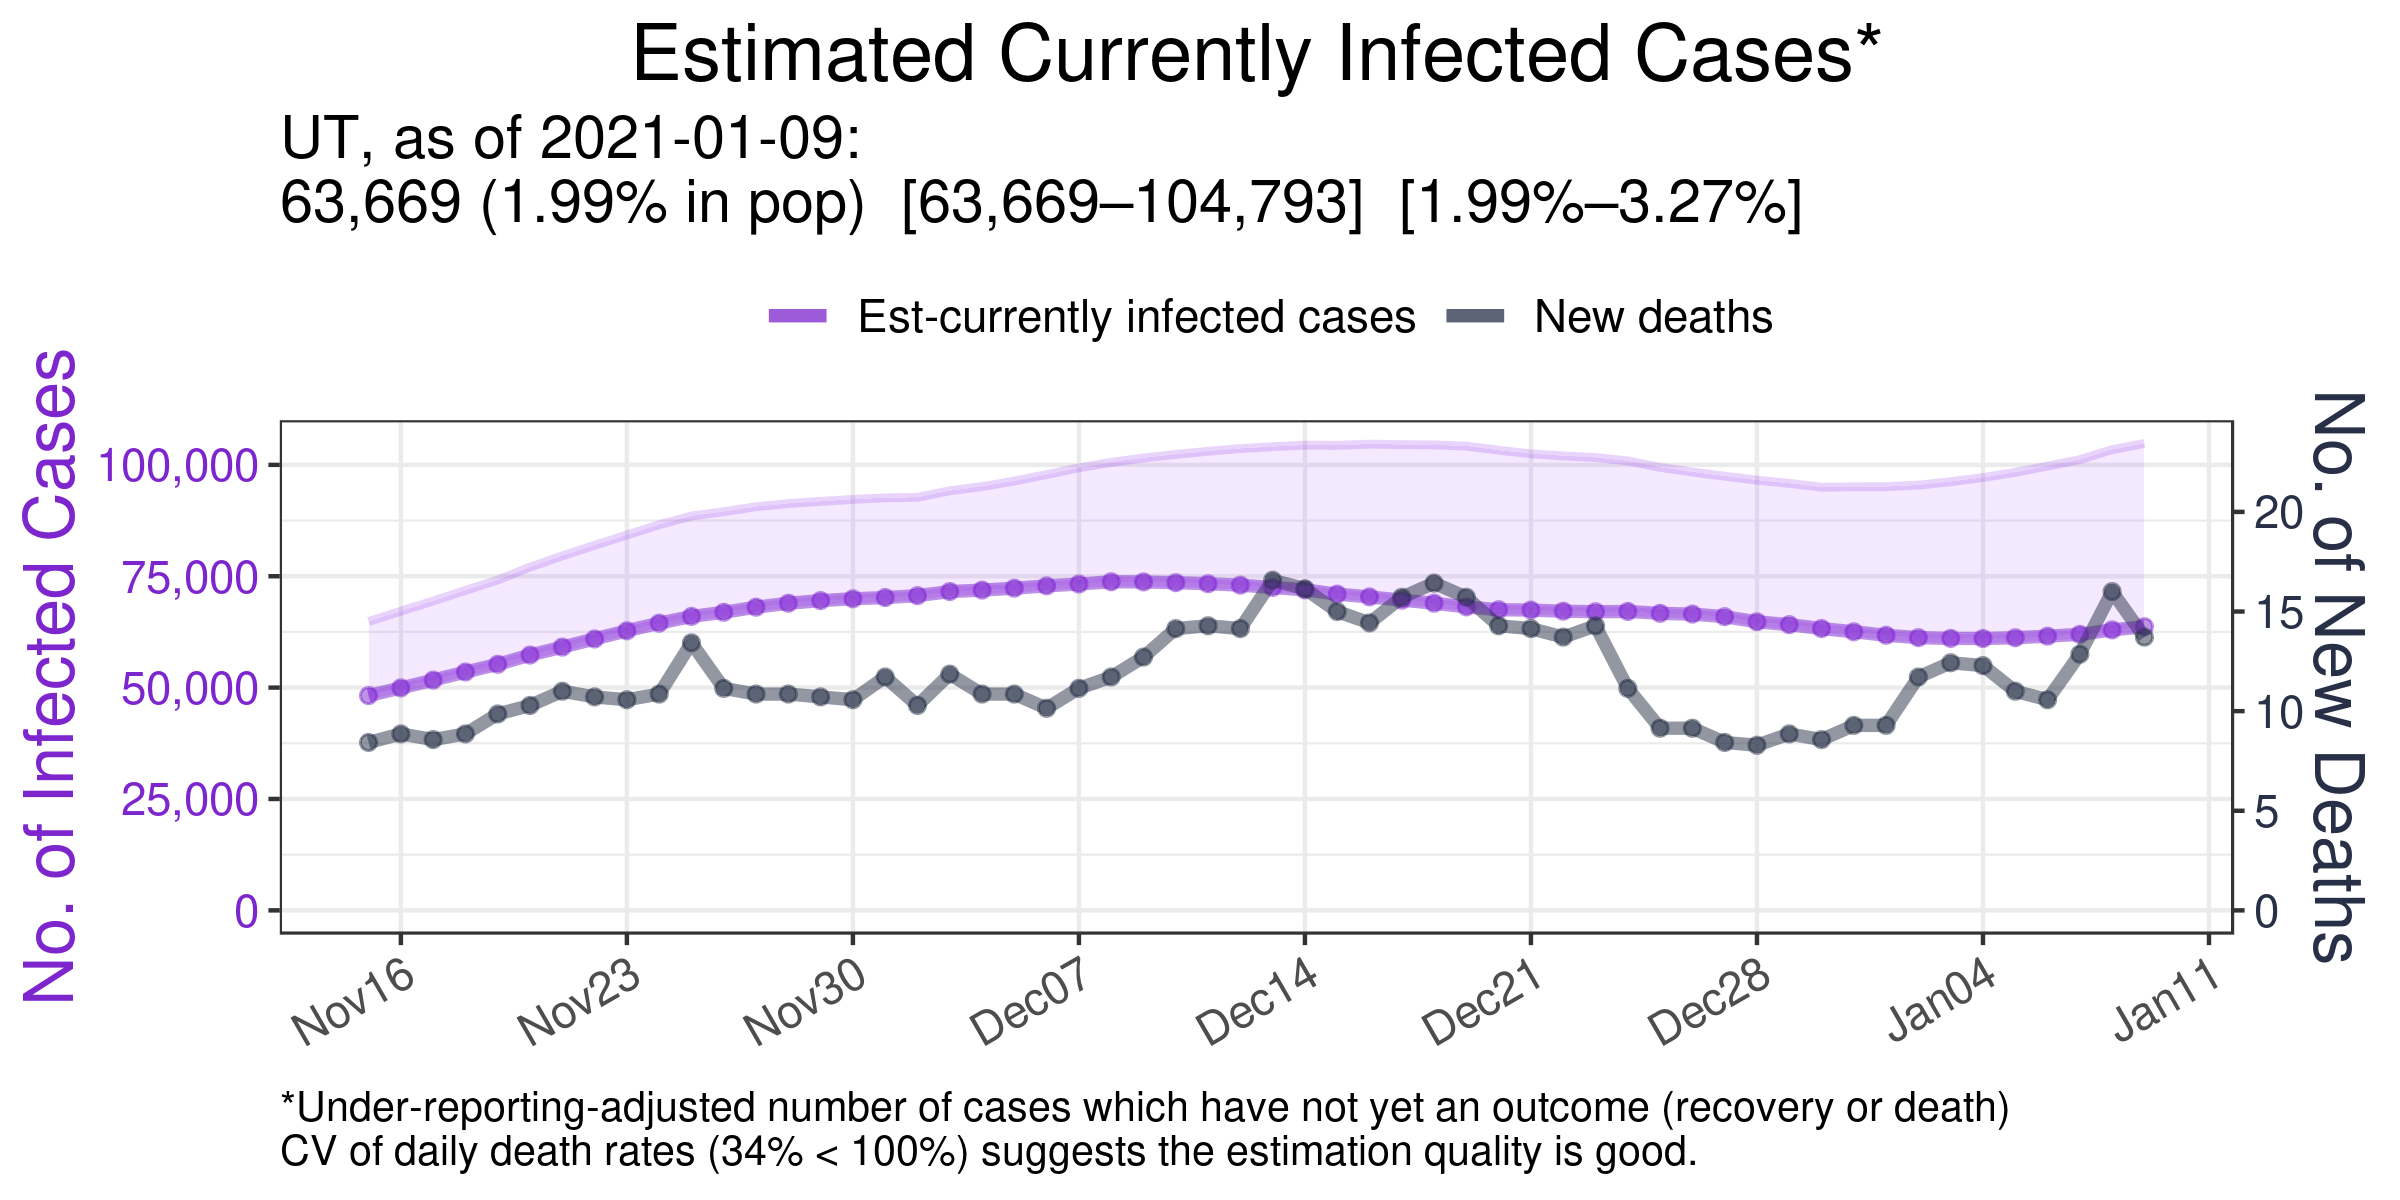 Estimated Currently Infected Cases*
UT, as of 2021-01-09:
63,669 (1.99% in pop)  [63,669–104,793]  [1.99%–3.27%]
Est-currently infected cases
New deaths
No. of Infected Cases
100,000
75,000
50,000
25,000
0
No. of New Deaths
20
15
10
5
0
Nov16
Nov23
Nov30
Dec07
Dec14
Dec21
Dec28
Jan04
Jan11
*Under-reporting-adjusted number of cases which have not yet an outcome (recovery or death)
CV of daily death rates (34% < 100%) suggests the estimation quality is good.